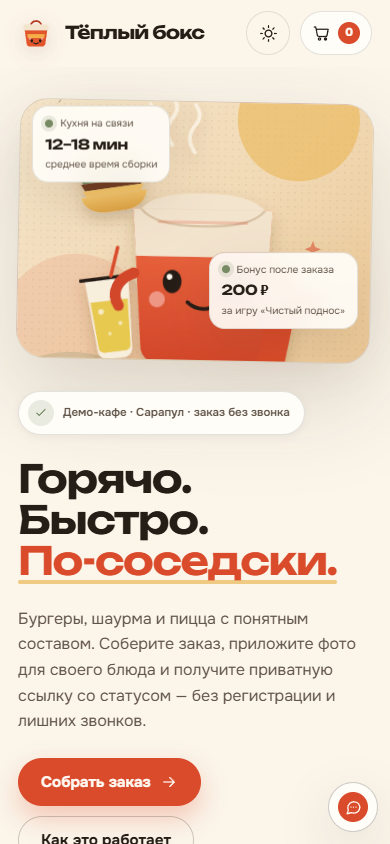 Тёплый бокс
0
Кухня на связи
12–18 мин
среднее время сборки
Бонус после заказа
200 ₽
за игру «Чистый поднос»
Демо-кафе · Сарапул · заказ без звонка
Горячо.
Быстро.
По-соседски.
Бургеры, шаурма и пицца с понятным
составом. Соберите заказ, приложите фото
для своего блюда и получите приватную
ссылку со статусом — без регистрации и
лишних звонков.
Собрать заказ →
Как это работает